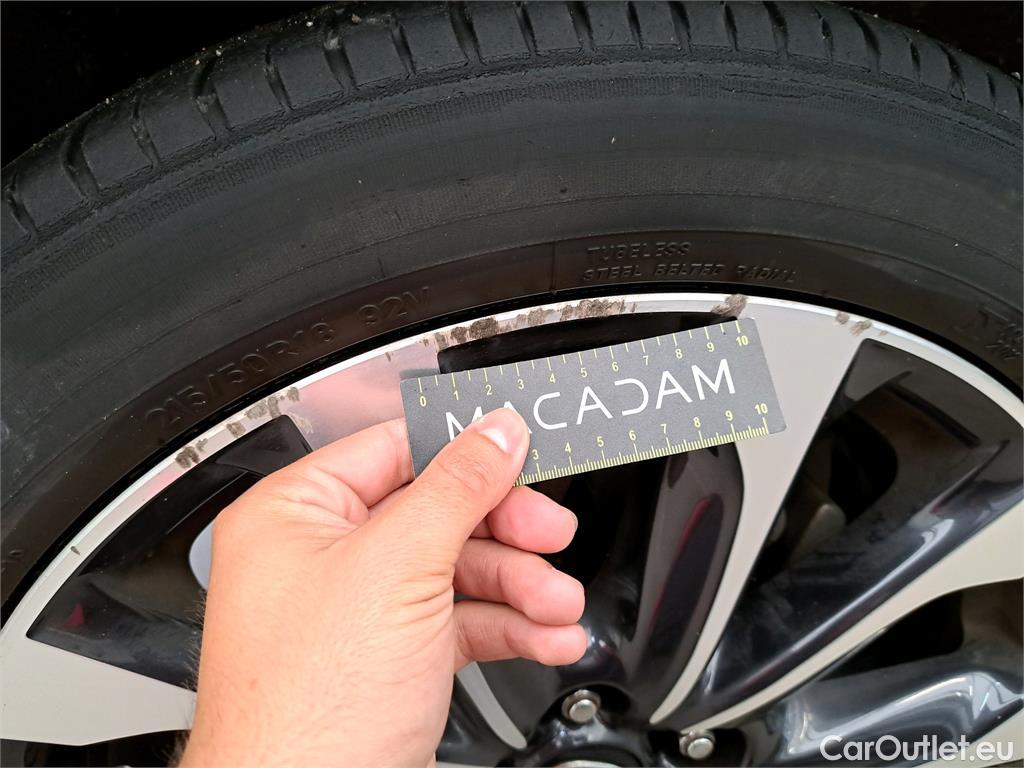 TUBELESS
STEEL BELTED RADIAL
215/50R18 92V
0 1 2 3 4 5 6 7 8 9 10
MACADAM
3 4 5 6 7 8 9 10
CarOutlet.eu